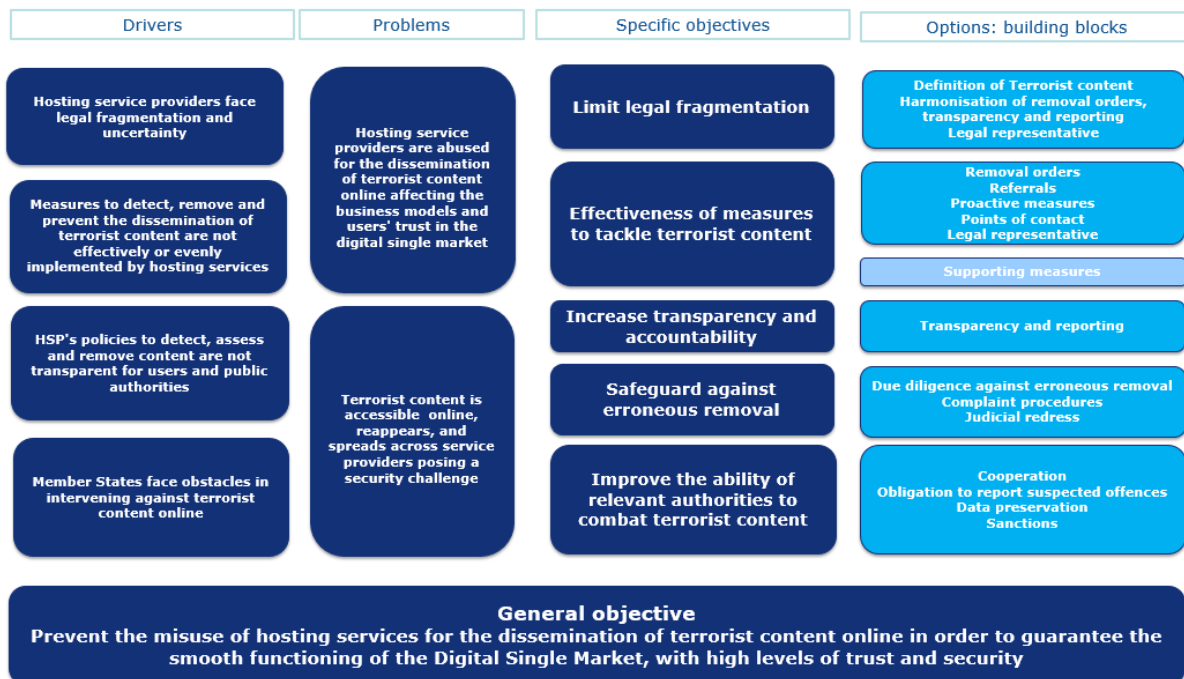 Drivers
Problems
Specific objectives
Options: building blocks
Hosting service providers face
legal fragmentation and
uncertainty
Measures to detect, remove and
prevent the dissemination of
terrorist content are not
effectively or evenly
implemented by hosting services
HSP's policies to detect, assess
and remove content are not
transparent for users and public
authorities
Member States face obstacles in
intervening against terrorist
content online
Hosting service
providers are abused
for the dissemination
of terrorist content
online affecting the
business models and
users' trust in the
digital single market
Terrorist content is
accessible online,
reappears, and
spreads across service
providers posing a
security challenge
Limit legal fragmentation
Effectiveness of measures
to tackle terrorist content
Increase transparency and
accountability
Safeguard against
erroneous removal
Improve the ability of
relevant authorities to
combat terrorist content
Definition of Terrorist content
Harmonisation of removal orders,
transparency and reporting
Legal representative
Removal orders
Referrals
Proactive measures
Points of contact
Legal representative
Supporting measures
Transparency and reporting
Due diligence against erroneous removal
Complaint procedures
Judicial redress
Cooperation
Obligation to report suspected offences
Data preservation
Sanctions
General objective
Prevent the misuse of hosting services for the dissemination of terrorist content online in order to guarantee the
smooth functioning of the Digital Single Market, with high levels of trust and security